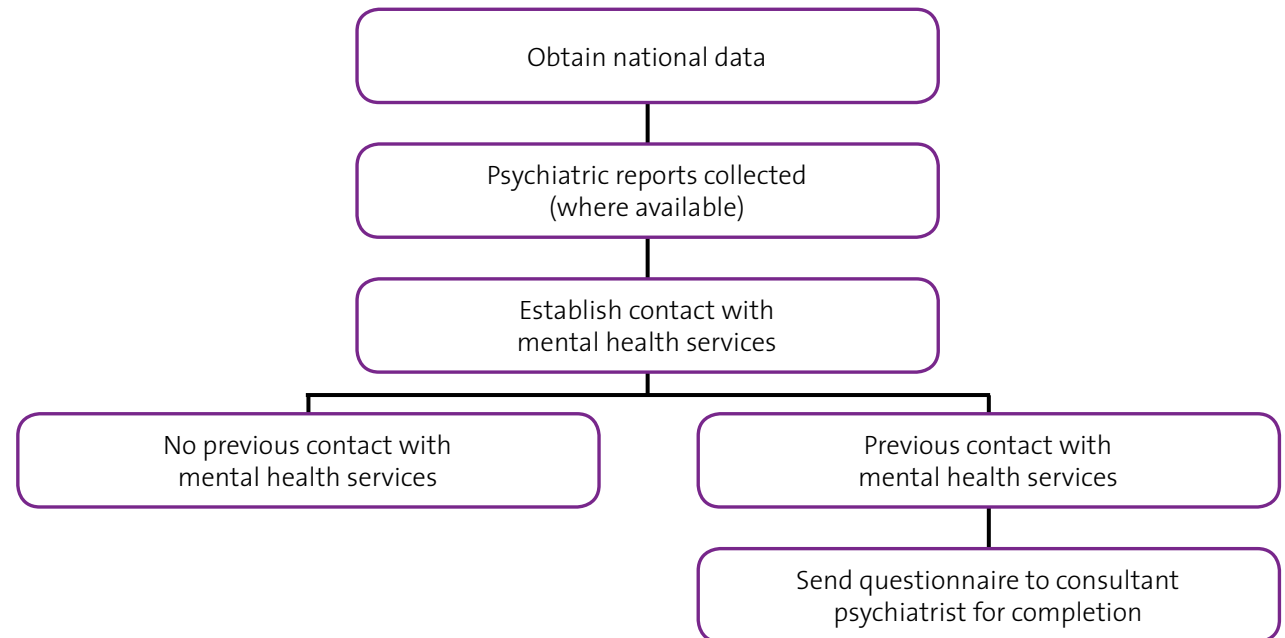 Obtain national data
Psychiatric reports collected
(where available)
Establish contact with
mental health services
No previous contact with
mental health services
Previous contact with
mental health services
Send questionnaire to consultant
psychiatrist for completion